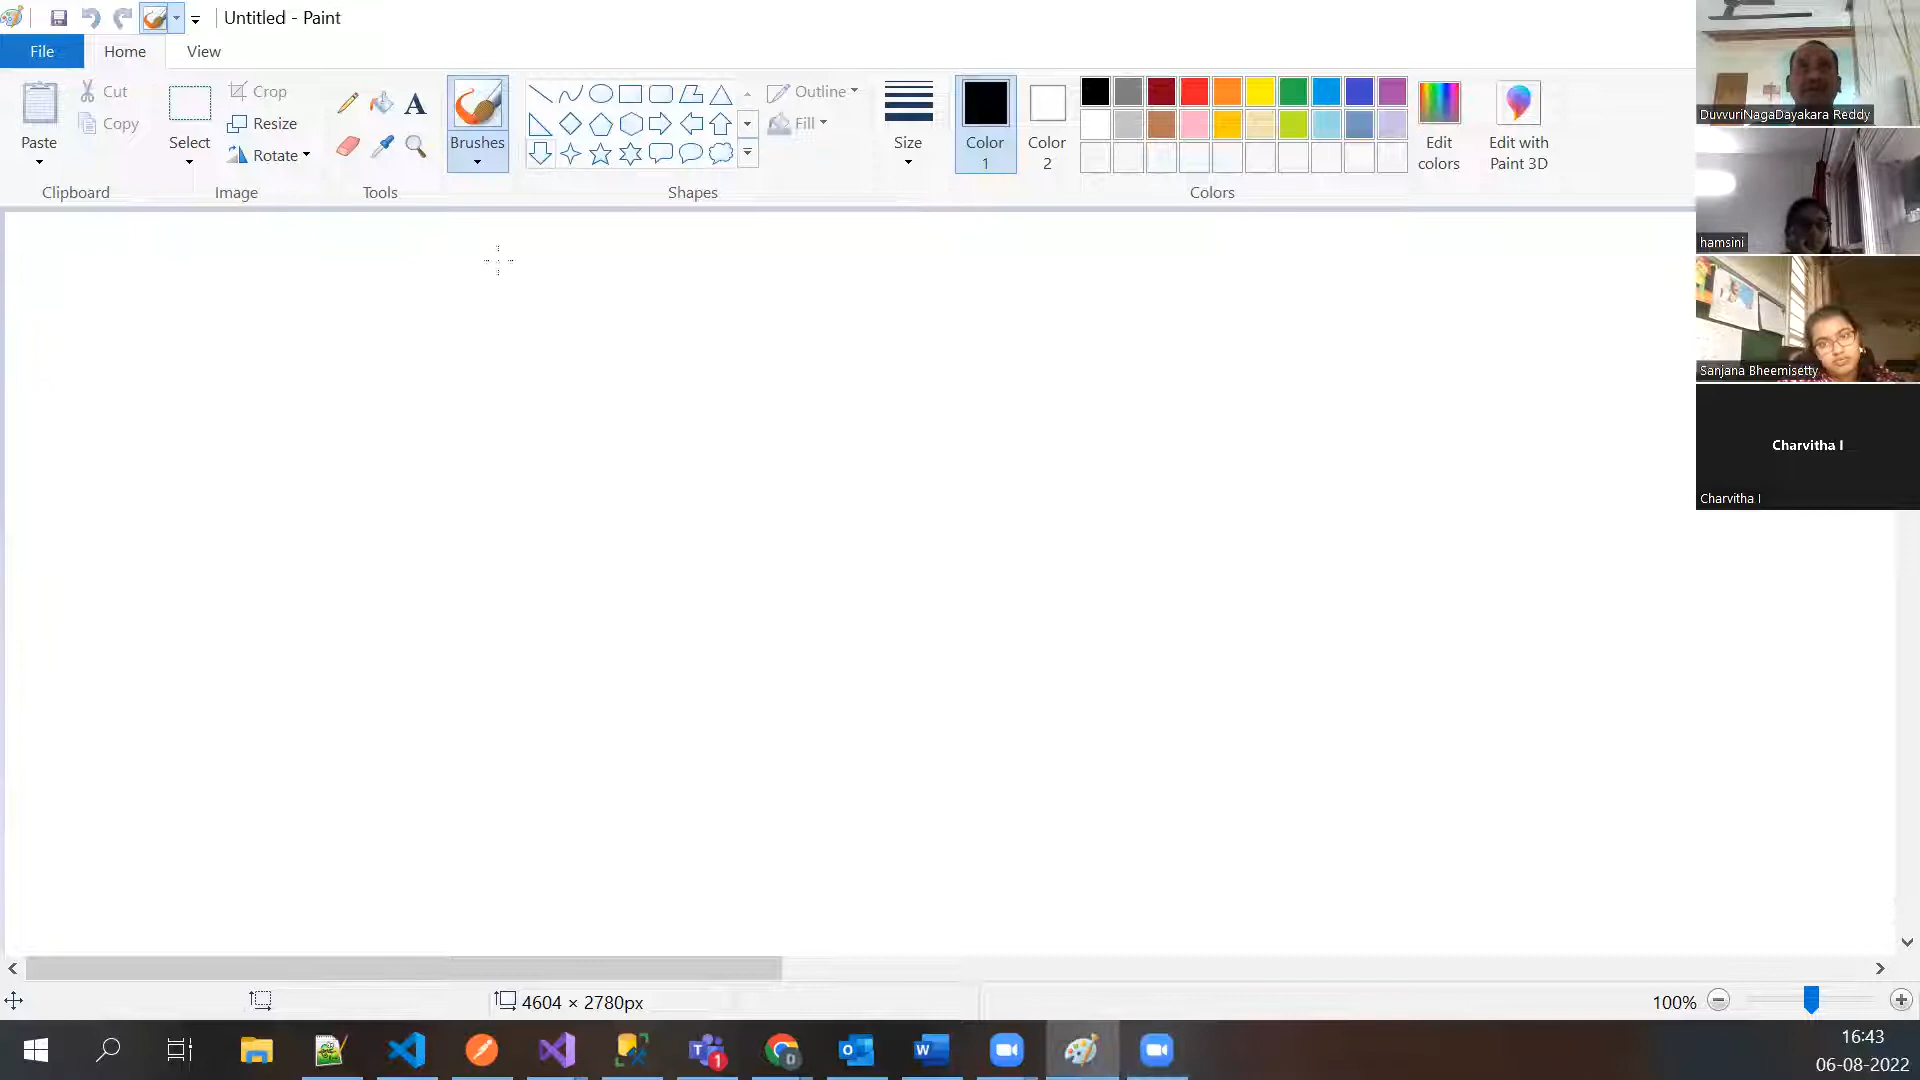 Untitled - Paint
File Home View
Paste
Cut
Copy
Clipboard
Select
Crop
Resize
Rotate
Image
A
Tools
Brushes
Shapes
Outline
Fill
Size
Color 1
Color 2
Colors
Edit colors
Edit with Paint 3D
DuvvuriNagaDayakara Reddy
hamsini
Sanjana Bheemisetty
Charvitha I
Charvitha I
4604 × 2780px
100%
1
D
W
16:43
06-08-2022